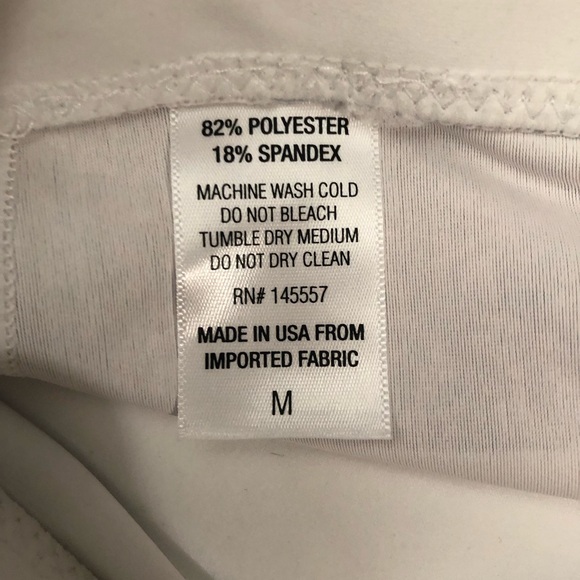 82% POLYESTER
18% SPANDEX
MACHINE WASH COLD
DO NOT BLEACH
TUMBLE DRY MEDIUM
DO NOT DRY CLEAN
RN# 145557
MADE IN USA FROM
IMPORTED FABRIC
M